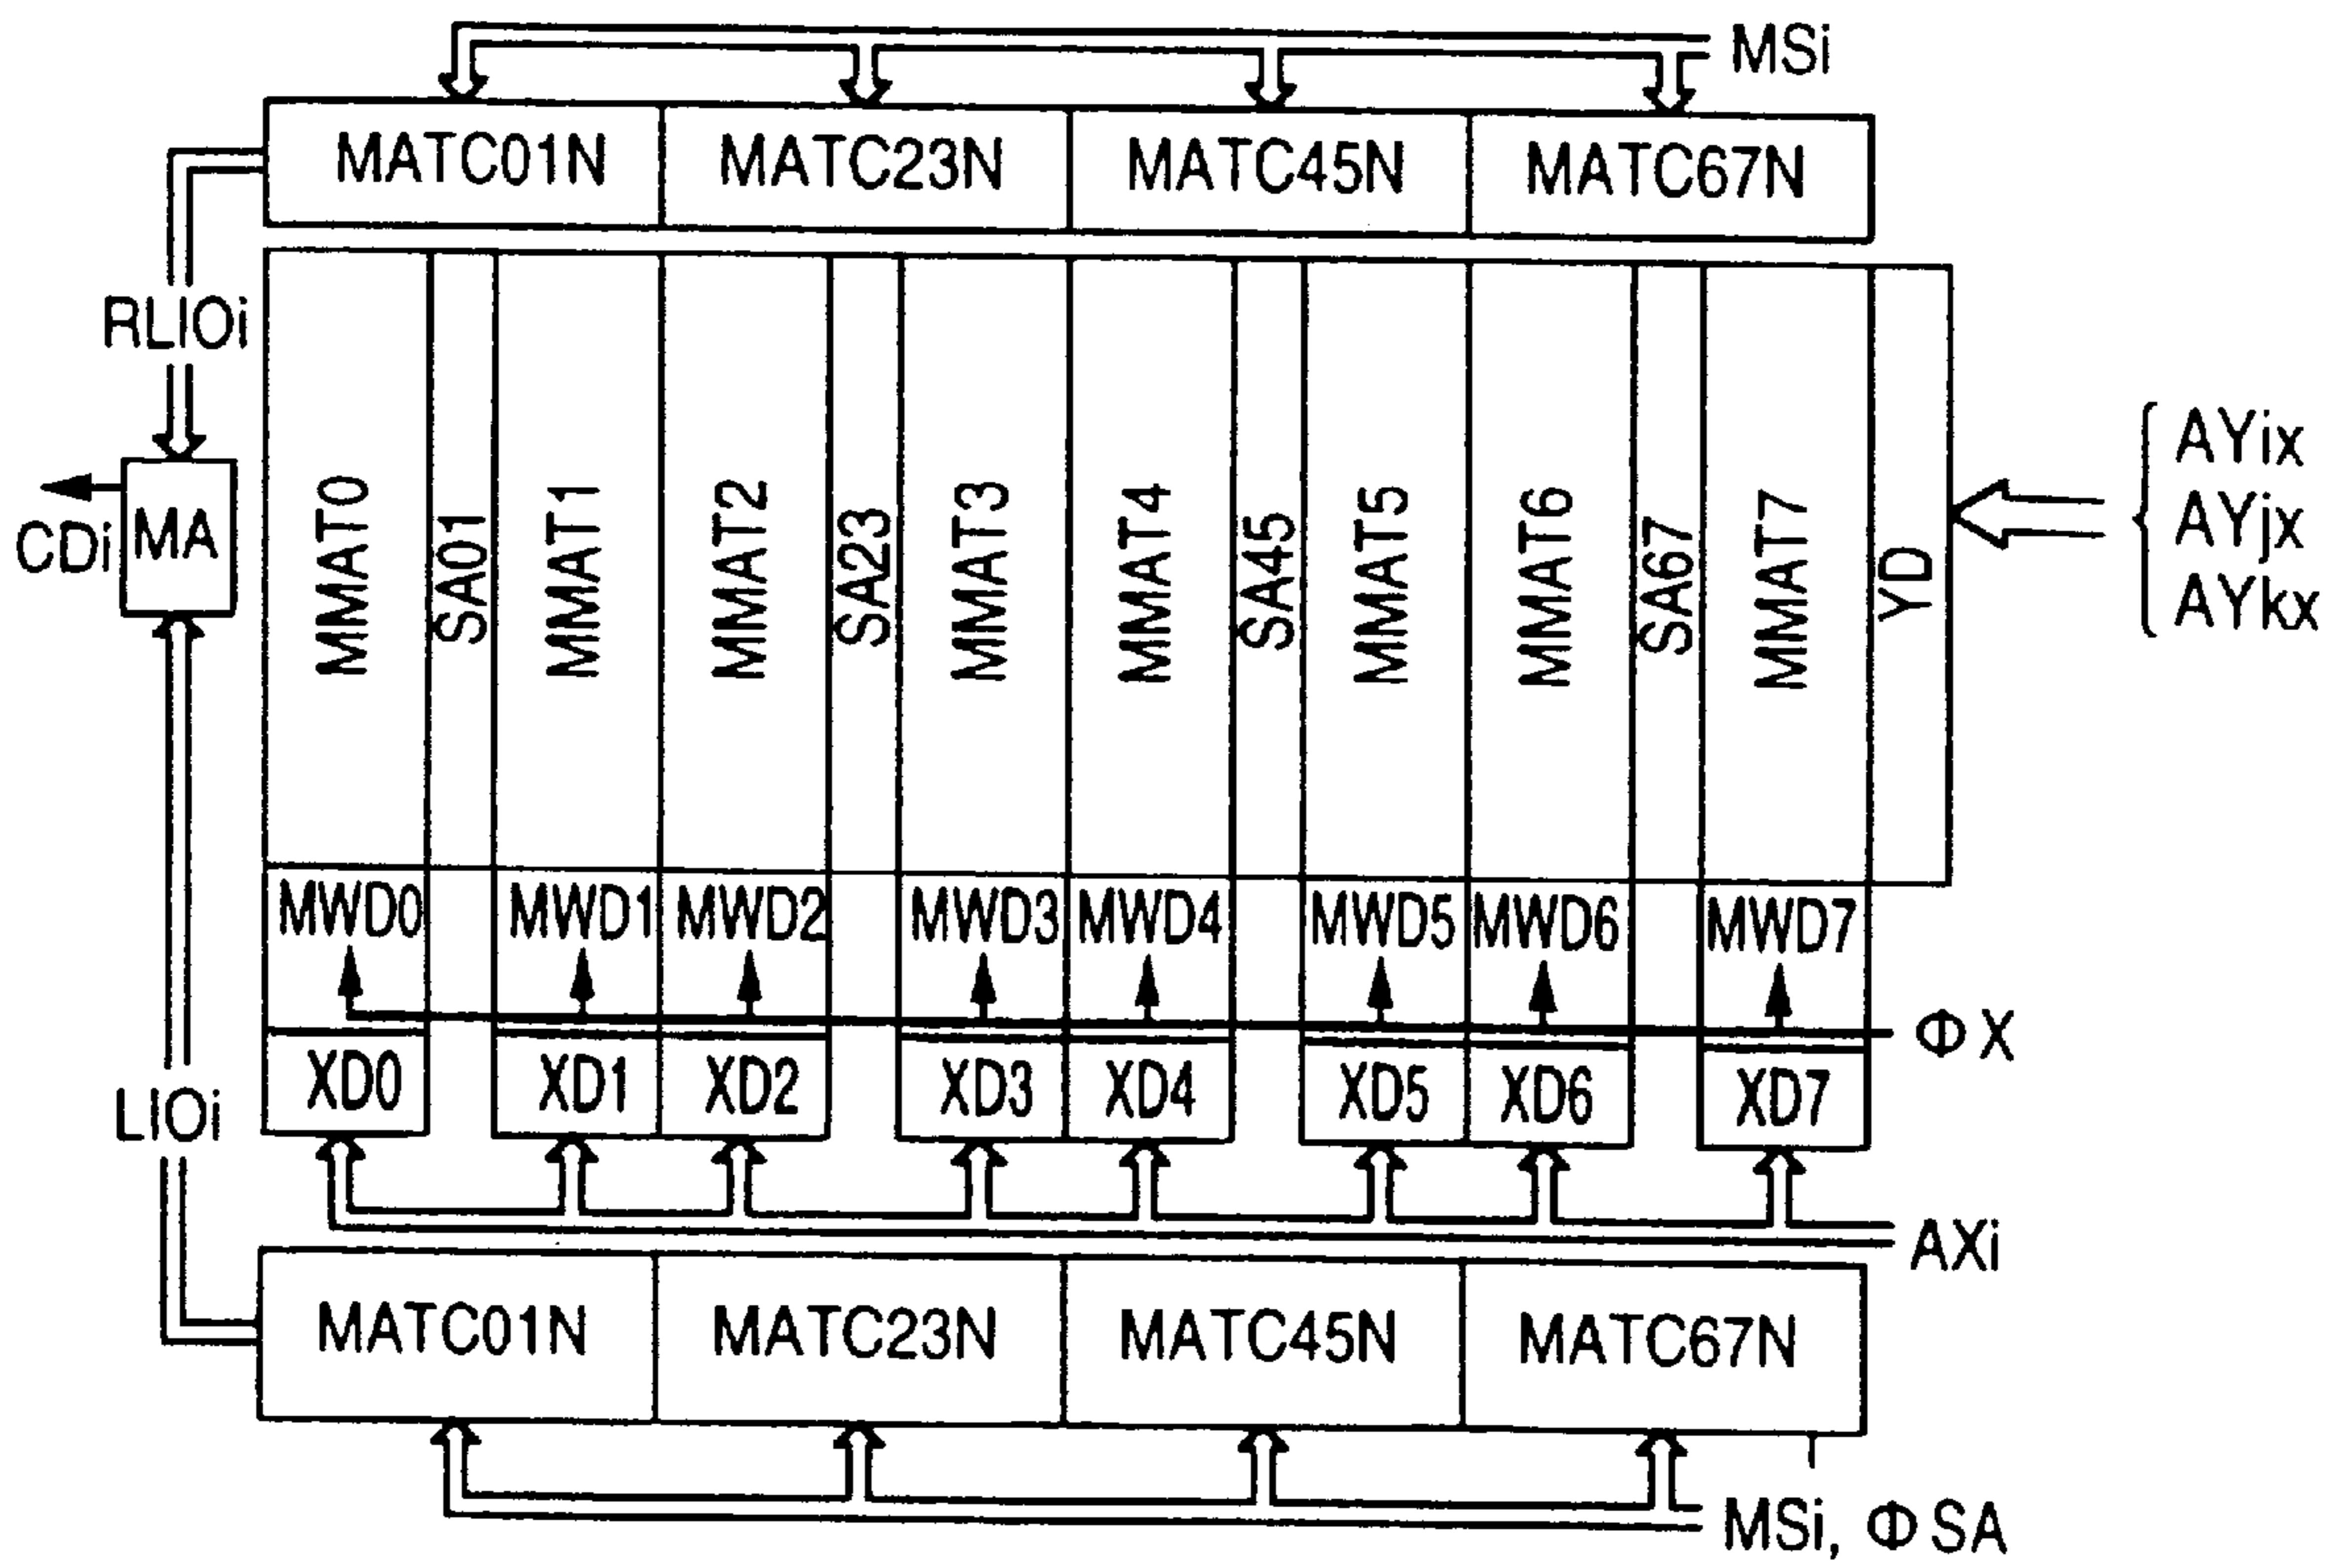 MSi
MATC01N MATC23N MATC45N MATC67N
RLIOi
CDi MA
MMAT0 SA01 MMAT1 MMAT2 SA23 MMAT3 MMAT4 SA45 MMAT5 MMAT6 SA67 MMAT7 YD
AYix
AYjx
AYkx
MWD0 MWD1 MWD2 MWD3 MWD4 MWD5 MWD6 MWD7
ΦX
XD0 XD1 XD2 XD3 XD4 XD5 XD6 XD7
LIOi
AXi
MATC01N MATC23N MATC45N MATC67N
MSi, ΦSA